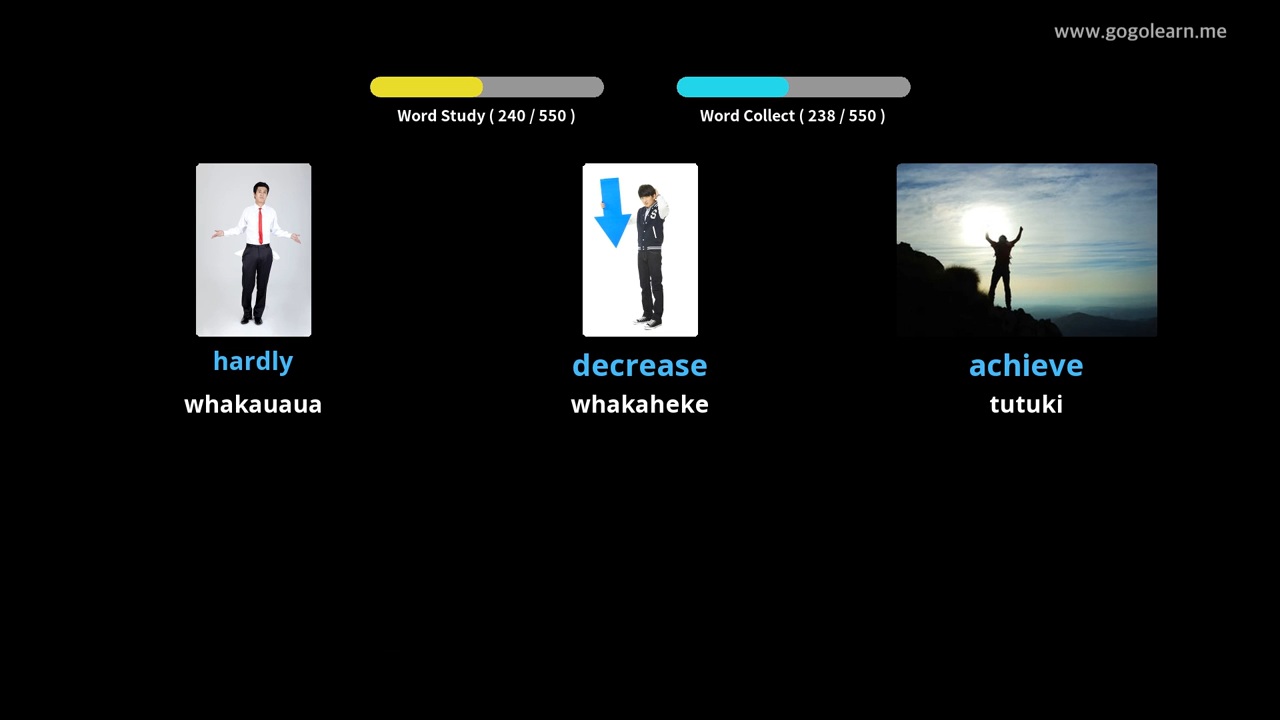 www.gogolearn.me
Word Study ( 240 / 550 )
Word Collect ( 238 / 550 )
S
hardly
decrease
achieve
whakauaua
whakaheke
tutuki